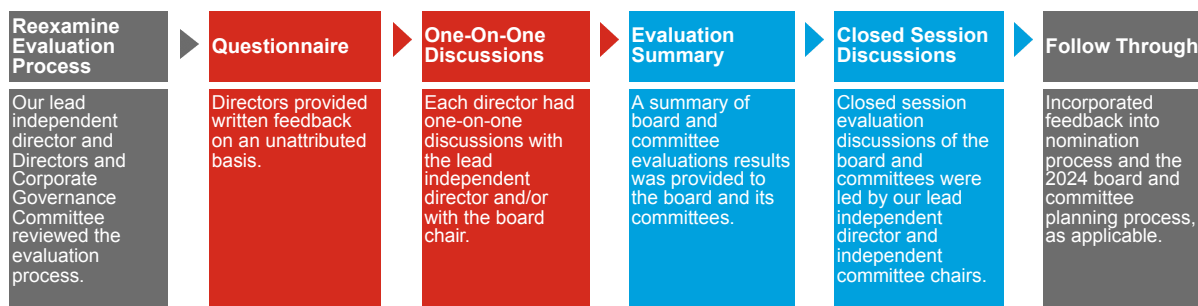 Reexamine
Evaluation
Process
Questionnaire
One-On-One
Discussions
Evaluation
Summary
Closed Session
Discussions
Follow Through
Our lead
independent
director and
Directors and
Corporate
Governance
Committee
reviewed the
evaluation
process.
Directors provided
written feedback
on an unattributed
basis.
Each director had
one-on-one
discussions with
the lead
independent
director and/or
with the board
chair.
A summary of
board and
committee
evaluations results
was provided to
the board and its
committees.
Closed session
evaluation
discussions of the
board and
committees were
led by our lead
independent
director and
independent
committee chairs.
Incorporated
feedback into
nomination
process and the
2024 board and
committee
planning process,
as applicable.